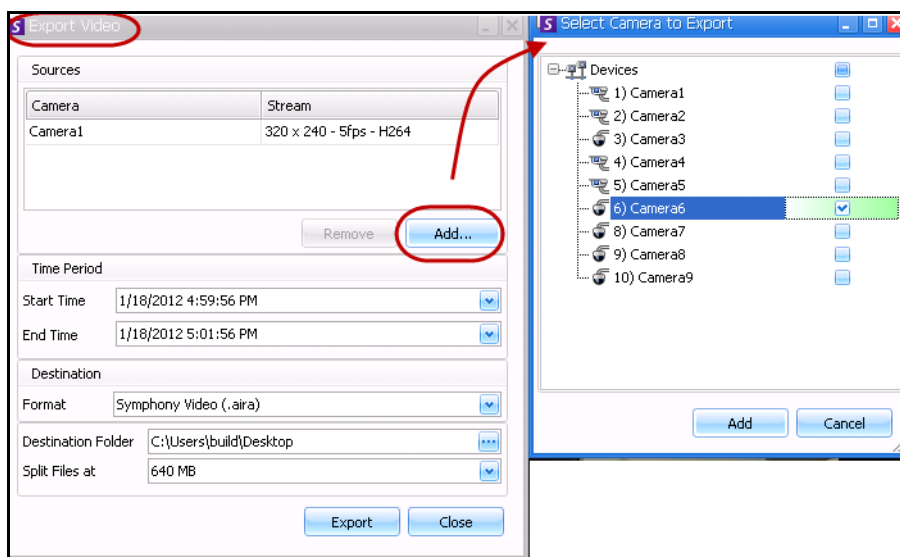 Export Video
Sources
Camera Stream
Camera1 320 x 240 - 5fps - H264
Remove Add...
Time Period
Start Time 1/18/2012 4:59:56 PM
End Time 1/18/2012 5:01:56 PM
Destination
Format Symphony Video (.aira)
Destination Folder C:\Users\build\Desktop
Split Files at 640 MB
Export Close
Select Camera to Export
Devices
1) Camera1
2) Camera2
3) Camera3
4) Camera4
5) Camera5
6) Camera6
8) Camera7
9) Camera8
10) Camera9
Add Cancel